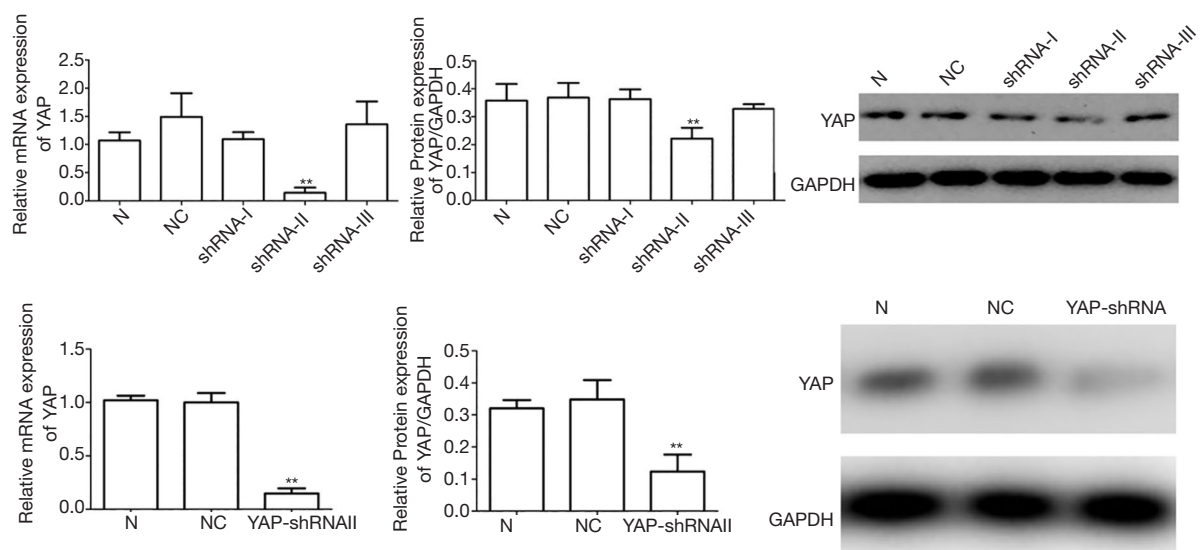 Relative mRNA expression
of YAP
2.5
2.0
1.5
1.0
0.5
0.0
**
N
NC
shRNA-I
shRNA-II
shRNA-III
Relative Protein expression
of YAP/GAPDH
0.5
0.4
0.3
0.2
0.1
0.0
**
N
NC
shRNA-I
shRNA-II
shRNA-III
N
NC
shRNA-I
shRNA-II
shRNA-III
YAP
GAPDH
Relative mRNA expression
of YAP
1.5
1.0
0.5
0.0
**
N
NC
YAP-shRNAII
Relative Protein expression
of YAP/GAPDH
0.5
0.4
0.3
0.2
0.1
0.0
**
N
NC
YAP-shRNAII
N
NC
YAP-shRNA
YAP
GAPDH